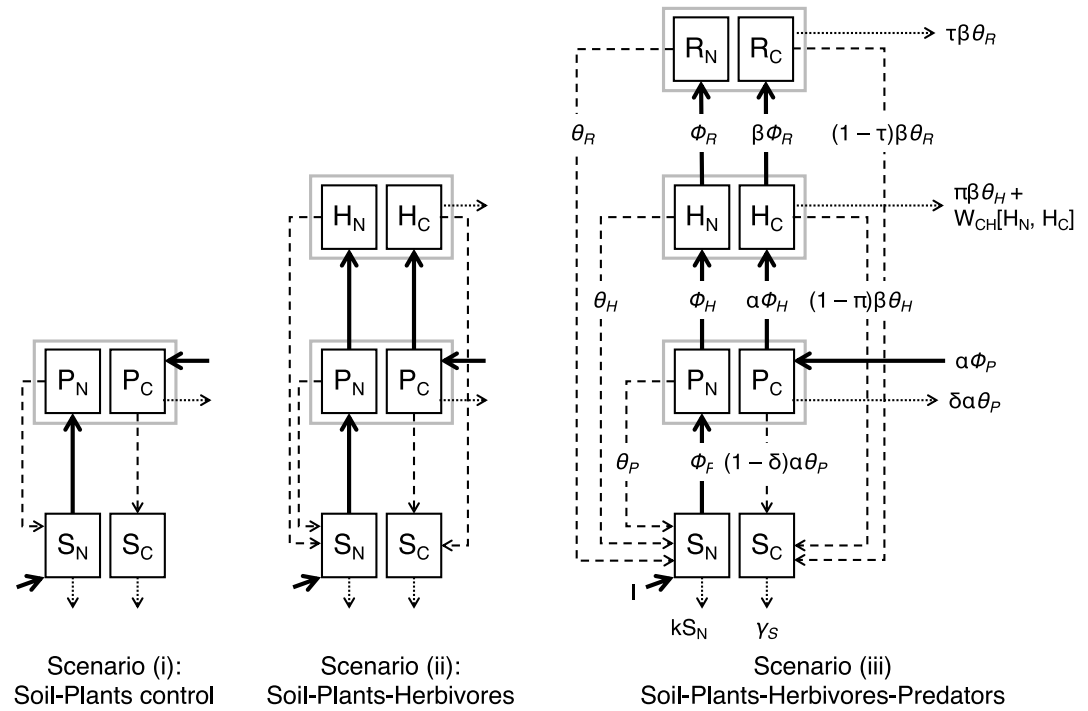 R_N R_C
τβθ_R
θ_R Φ_R βΦ_R (1 – τ)βθ_R
H_N H_C
H_N H_C
πβθ_H +
W_CH[H_N, H_C]
θ_H Φ_H αΦ_H (1 – π)βθ_H
P_N P_C
P_N P_C
P_N P_C
αΦ_P
δαθ_P
θ_P Φ_P (1 – δ)αθ_P
S_N S_C
S_N S_C
S_N S_C
I
kS_N γ_S
Scenario (i):
Soil-Plants control
Scenario (ii):
Soil-Plants-Herbivores
Scenario (iii)
Soil-Plants-Herbivores-Predators